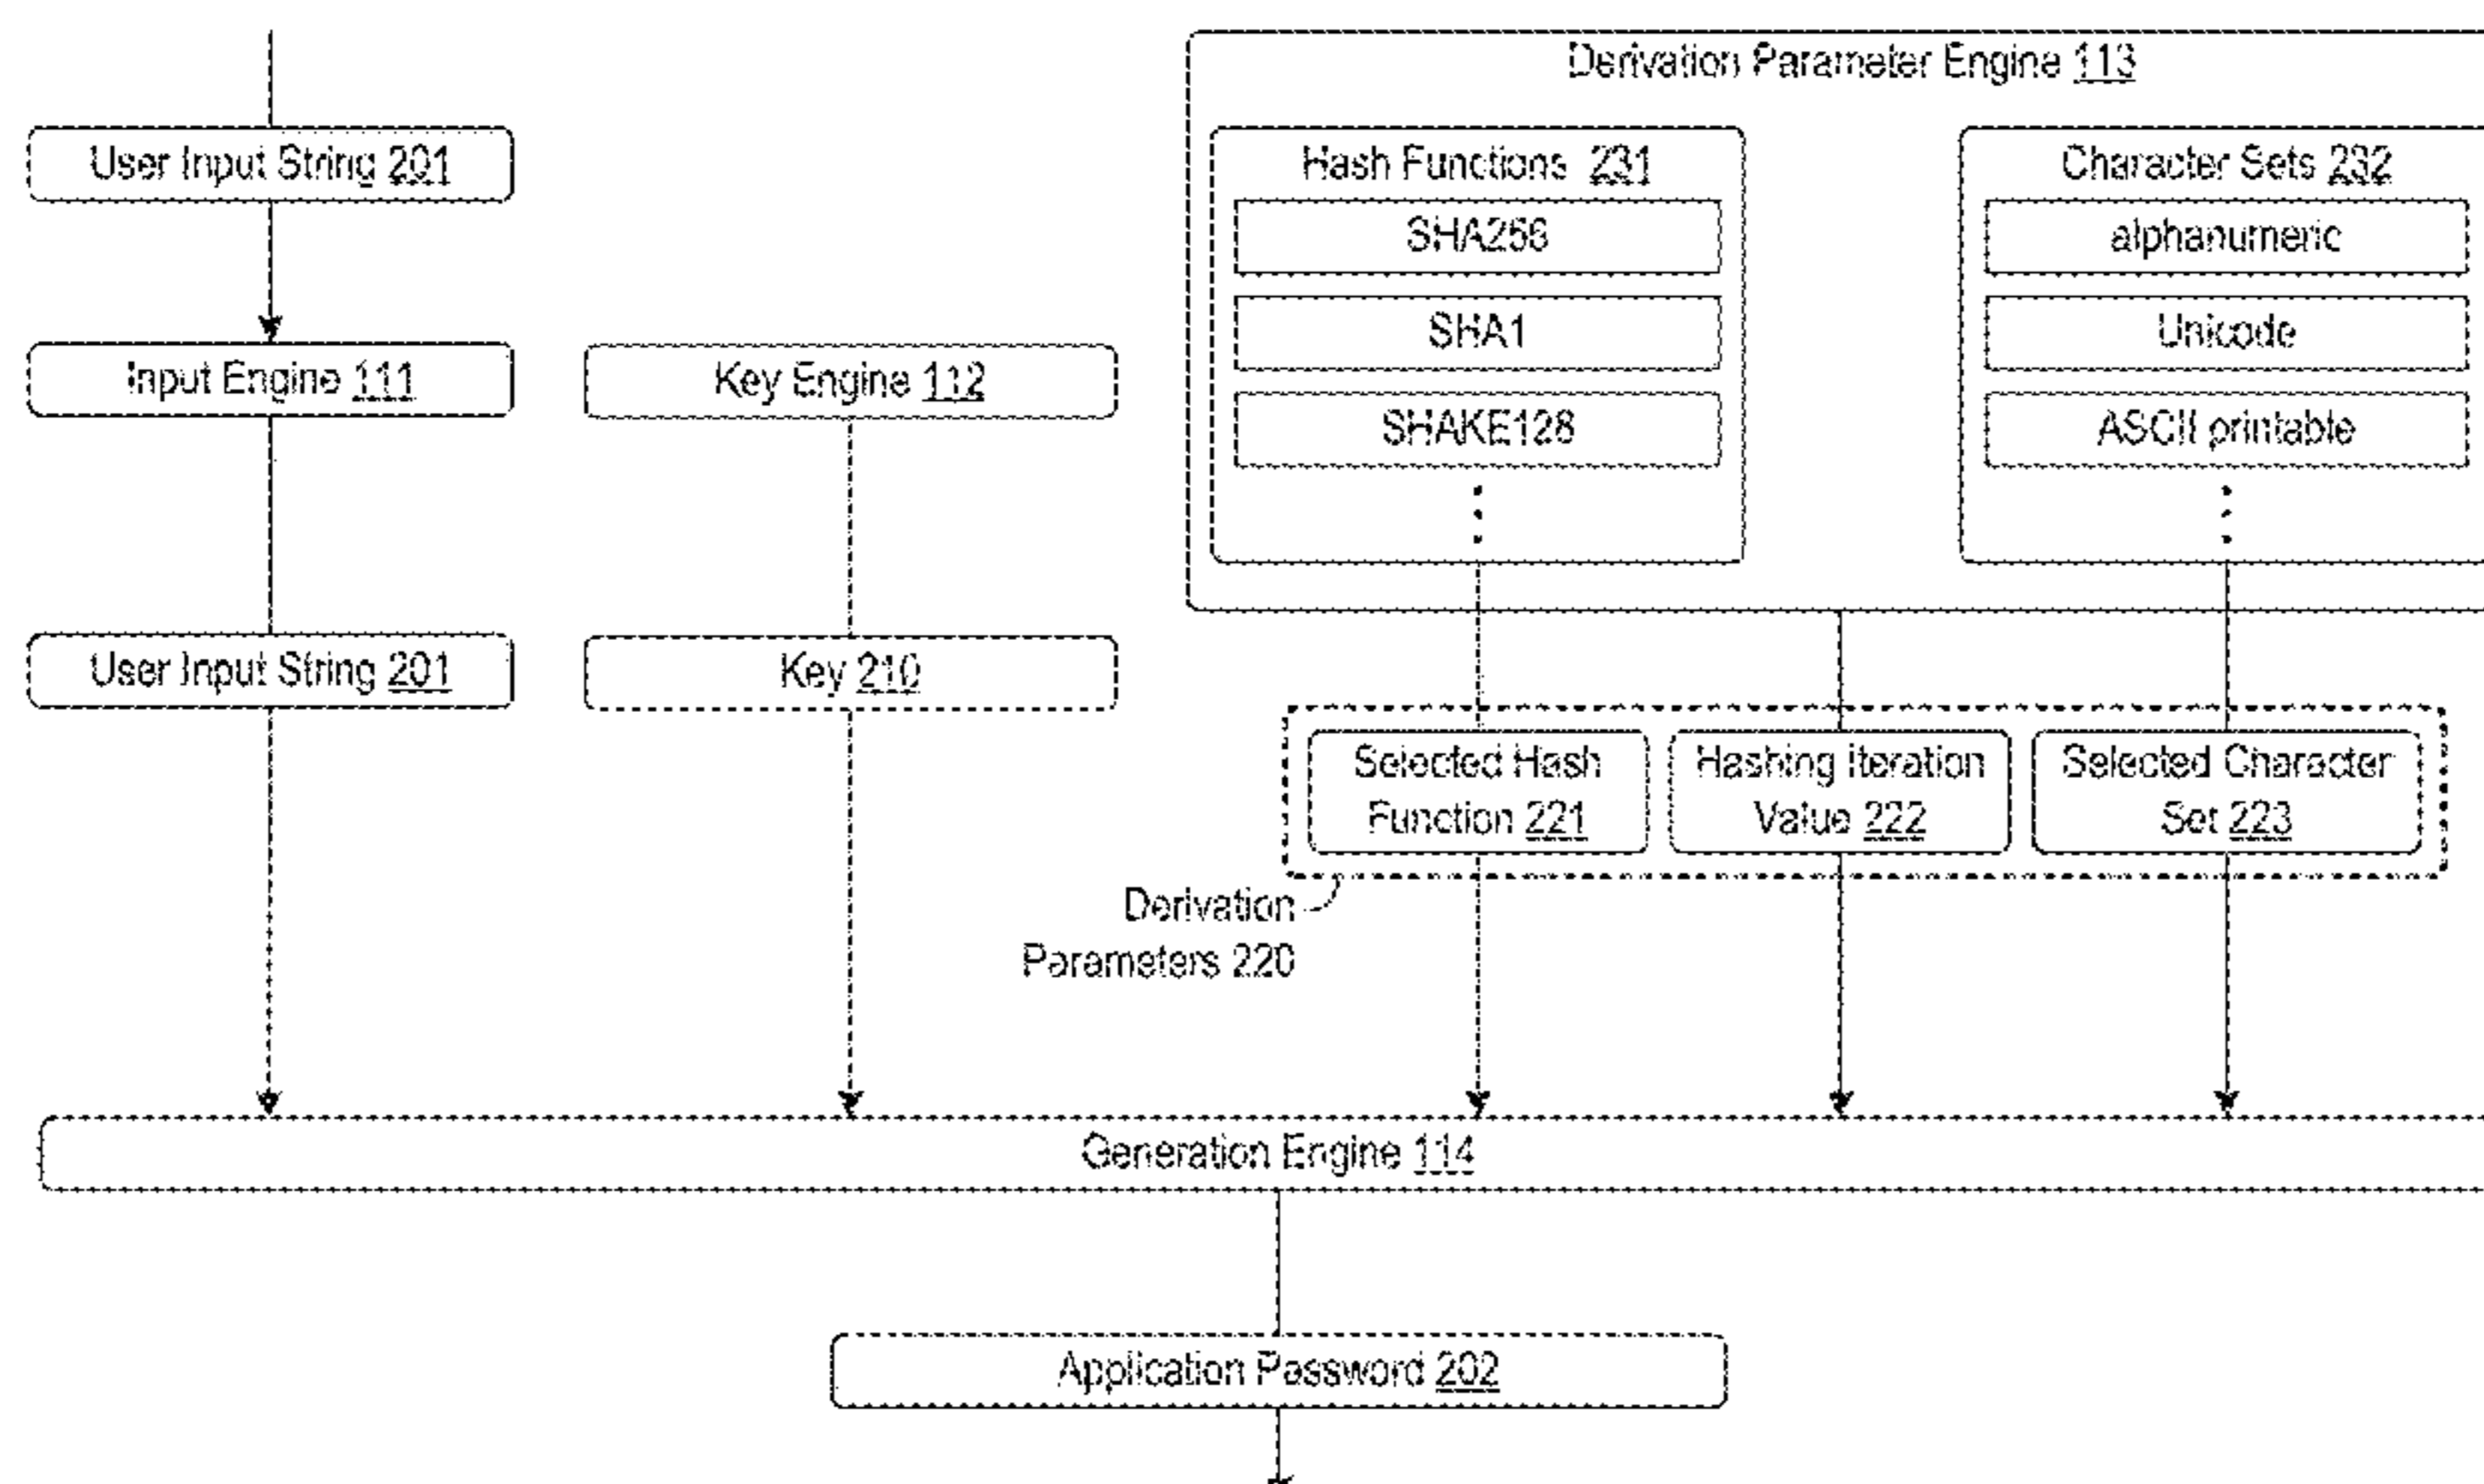 Derivation Parameter Engine 113
User Input String 201
Hash Functions 231
Character Sets 232
SHA256
alphanumeric
SHA1
Unicode
Input Engine 111
Key Engine 112
SHAKE128
ASCII printable
User Input String 201
Key 210
Selected Hash
Function 221
Hashing Iteration
Value 222
Selected Character
Set 223
Derivation
Parameters 220
Generation Engine 114
Application Password 202